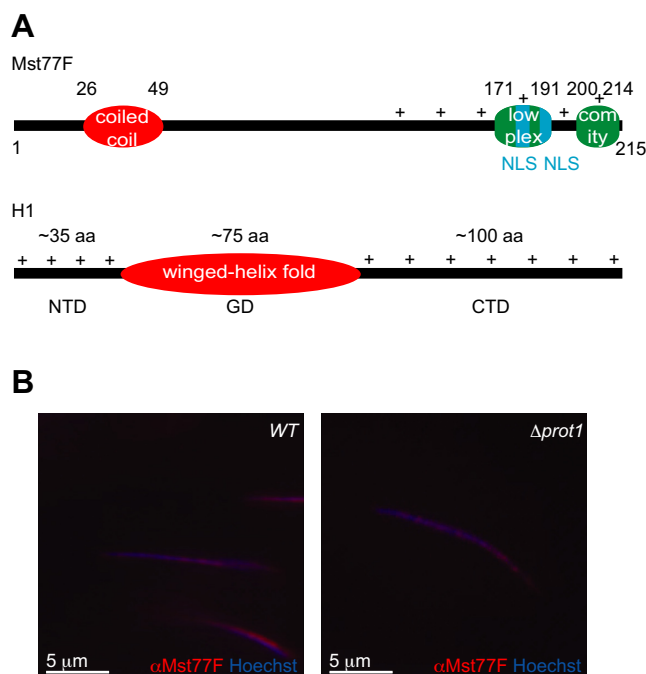 A
Mst77F
26 49 171 + 191 200 + 214
+ + + +
coiled low com
coil plex ity
1 215
NLS NLS
H1
~35 aa ~75 aa ~100 aa
+ + + + + + + + + + +
winged-helix fold
NTD GD CTD
B
WT Δprot1
5 μm αMst77F Hoechst 5 μm αMst77F Hoechst